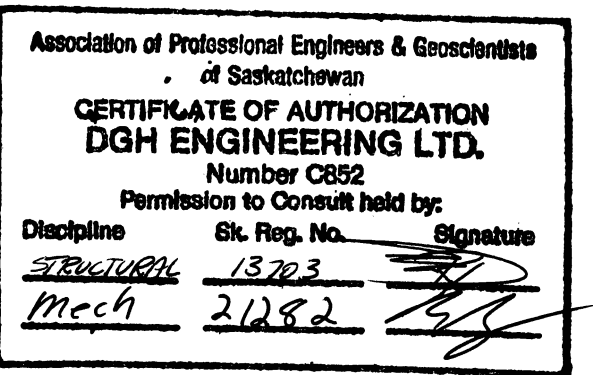 Association of Professional Engineers & Geoscientists
of Saskatchewan
CERTIFICATE OF AUTHORIZATION
DGH ENGINEERING LTD.
Number C852
Permission to Consult held by:
Discipline Sk. Reg. No. Signature
STRUCTURAL 13703
Mech 21282